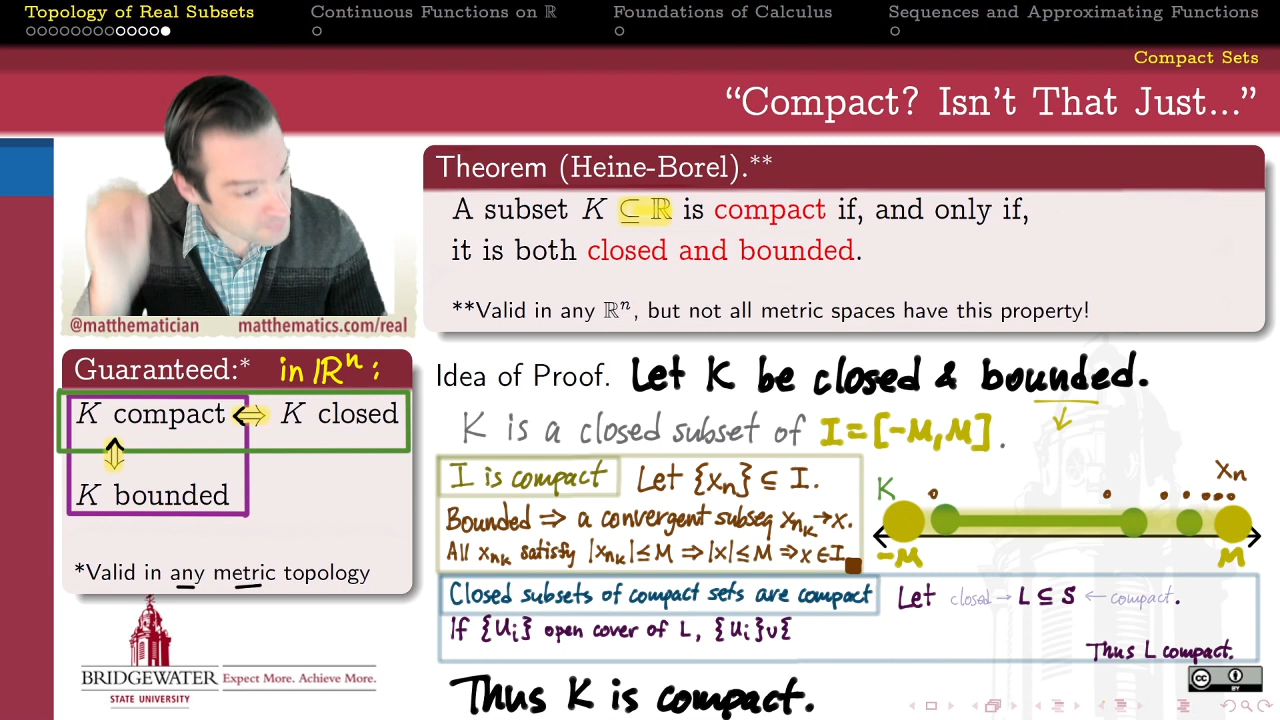 Topology of Real Subsets
Continuous Functions on ℝ
Foundations of Calculus
Sequences and Approximating Functions
Compact Sets
“Compact? Isn't That Just...”
@matthematician matthematics.com/real
Theorem (Heine-Borel).**
A subset K ⊆ ℝ is compact if, and only if,
it is both closed and bounded.
**Valid in any ℝⁿ, but not all metric spaces have this property!
Guaranteed:* in ℝⁿ:
K compact ⇔ K closed
⇕
K bounded
*Valid in any metric topology
BRIDGEWATER
STATE UNIVERSITY
Expect More. Achieve More.
Idea of Proof. Let K be closed & bounded.
K is a closed subset of I=[-M,M].
I is compact Let {xn} ⊆ I.
Bounded ⇒ a convergent subseq xnk→x.
All xnk satisfy |xnk|≤M ⇒|x|≤M ⇒x∈I.
K
xn
-M
M
Closed subsets of compact sets are compact
Let closed → L ⊆ S ← compact.
If {Ui} open cover of L, {Ui}∪{
Thus L compact.
Thus K is compact.
CC BY